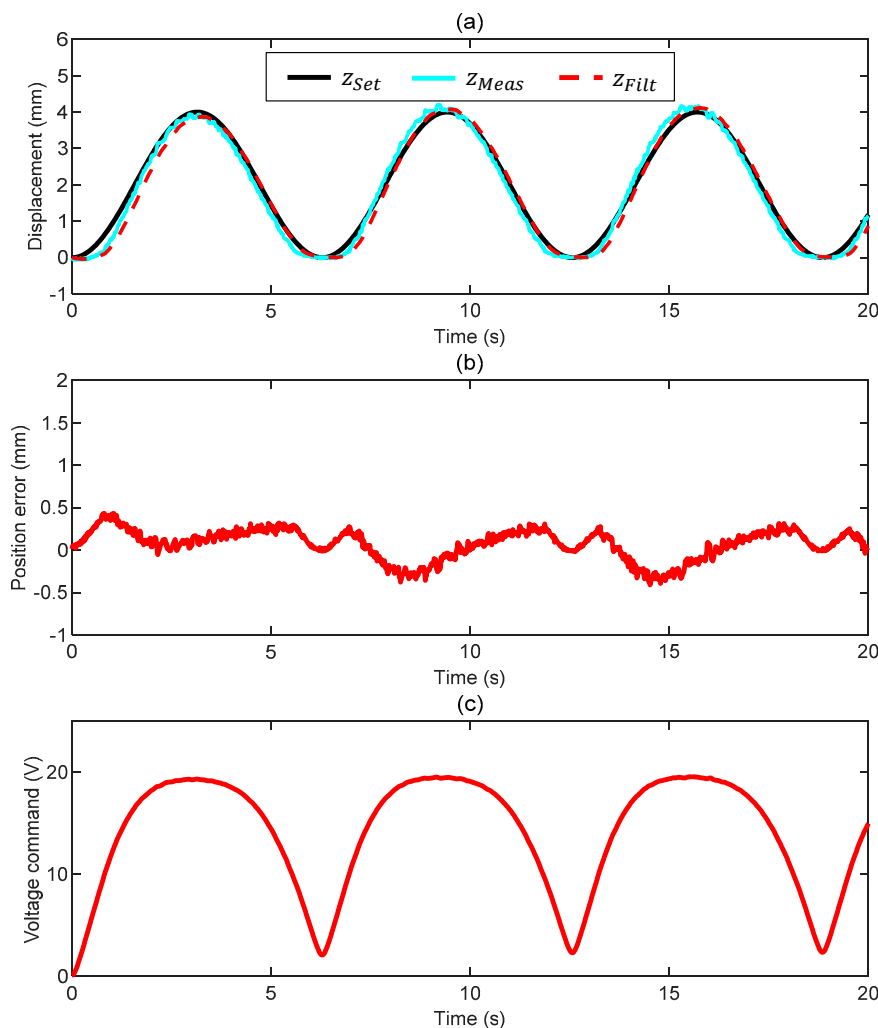 (a)
6
5
4
3
2
1
0
-1
Displacement (mm)
z_Set z_Meas z_Filt
0 5 10 15 20
Time (s)
(b)
2
1.5
1
0.5
0
-0.5
-1
Position error (mm)
0 5 10 15 20
Time (s)
(c)
20
10
0
Voltage command (V)
0 5 10 15 20
Time (s)